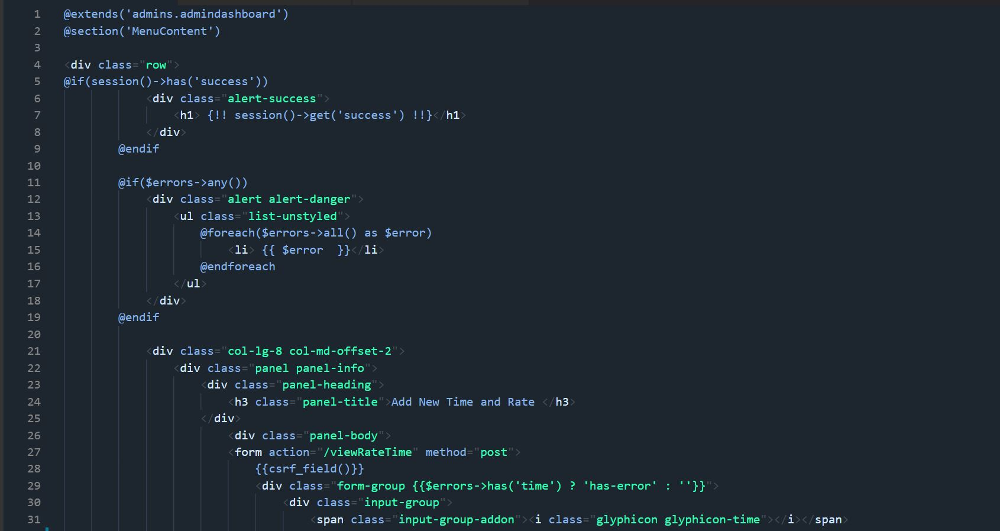 1 @extends('admins.admindashboard')
2 @section('MenuContent')
3
4 <div class="row">
5 @if(session()->has('success'))
6 <div class="alert-success">
7 <h1> {!! session()->get('success') !!}</h1>
8 </div>
9 @endif
10
11 @if($errors->any())
12 <div class="alert alert-danger">
13 <ul class="list-unstyled">
14 @foreach($errors->all() as $error)
15 <li> {{ $error  }}</li>
16 @endforeach
17 </ul>
18 </div>
19 @endif
20
21 <div class="col-lg-8 col-md-offset-2">
22 <div class="panel panel-info">
23 <div class="panel-heading">
24 <h3 class="panel-title">Add New Time and Rate </h3>
25 </div>
26 <div class="panel-body">
27 <form action="/viewRateTime" method="post">
28 {{csrf_field()}}
29 <div class="form-group {{$errors->has('time') ? 'has-error' : ''}}">
30 <div class="input-group">
31 <span class="input-group-addon"><i class="glyphicon glyphicon-time"></i></span>